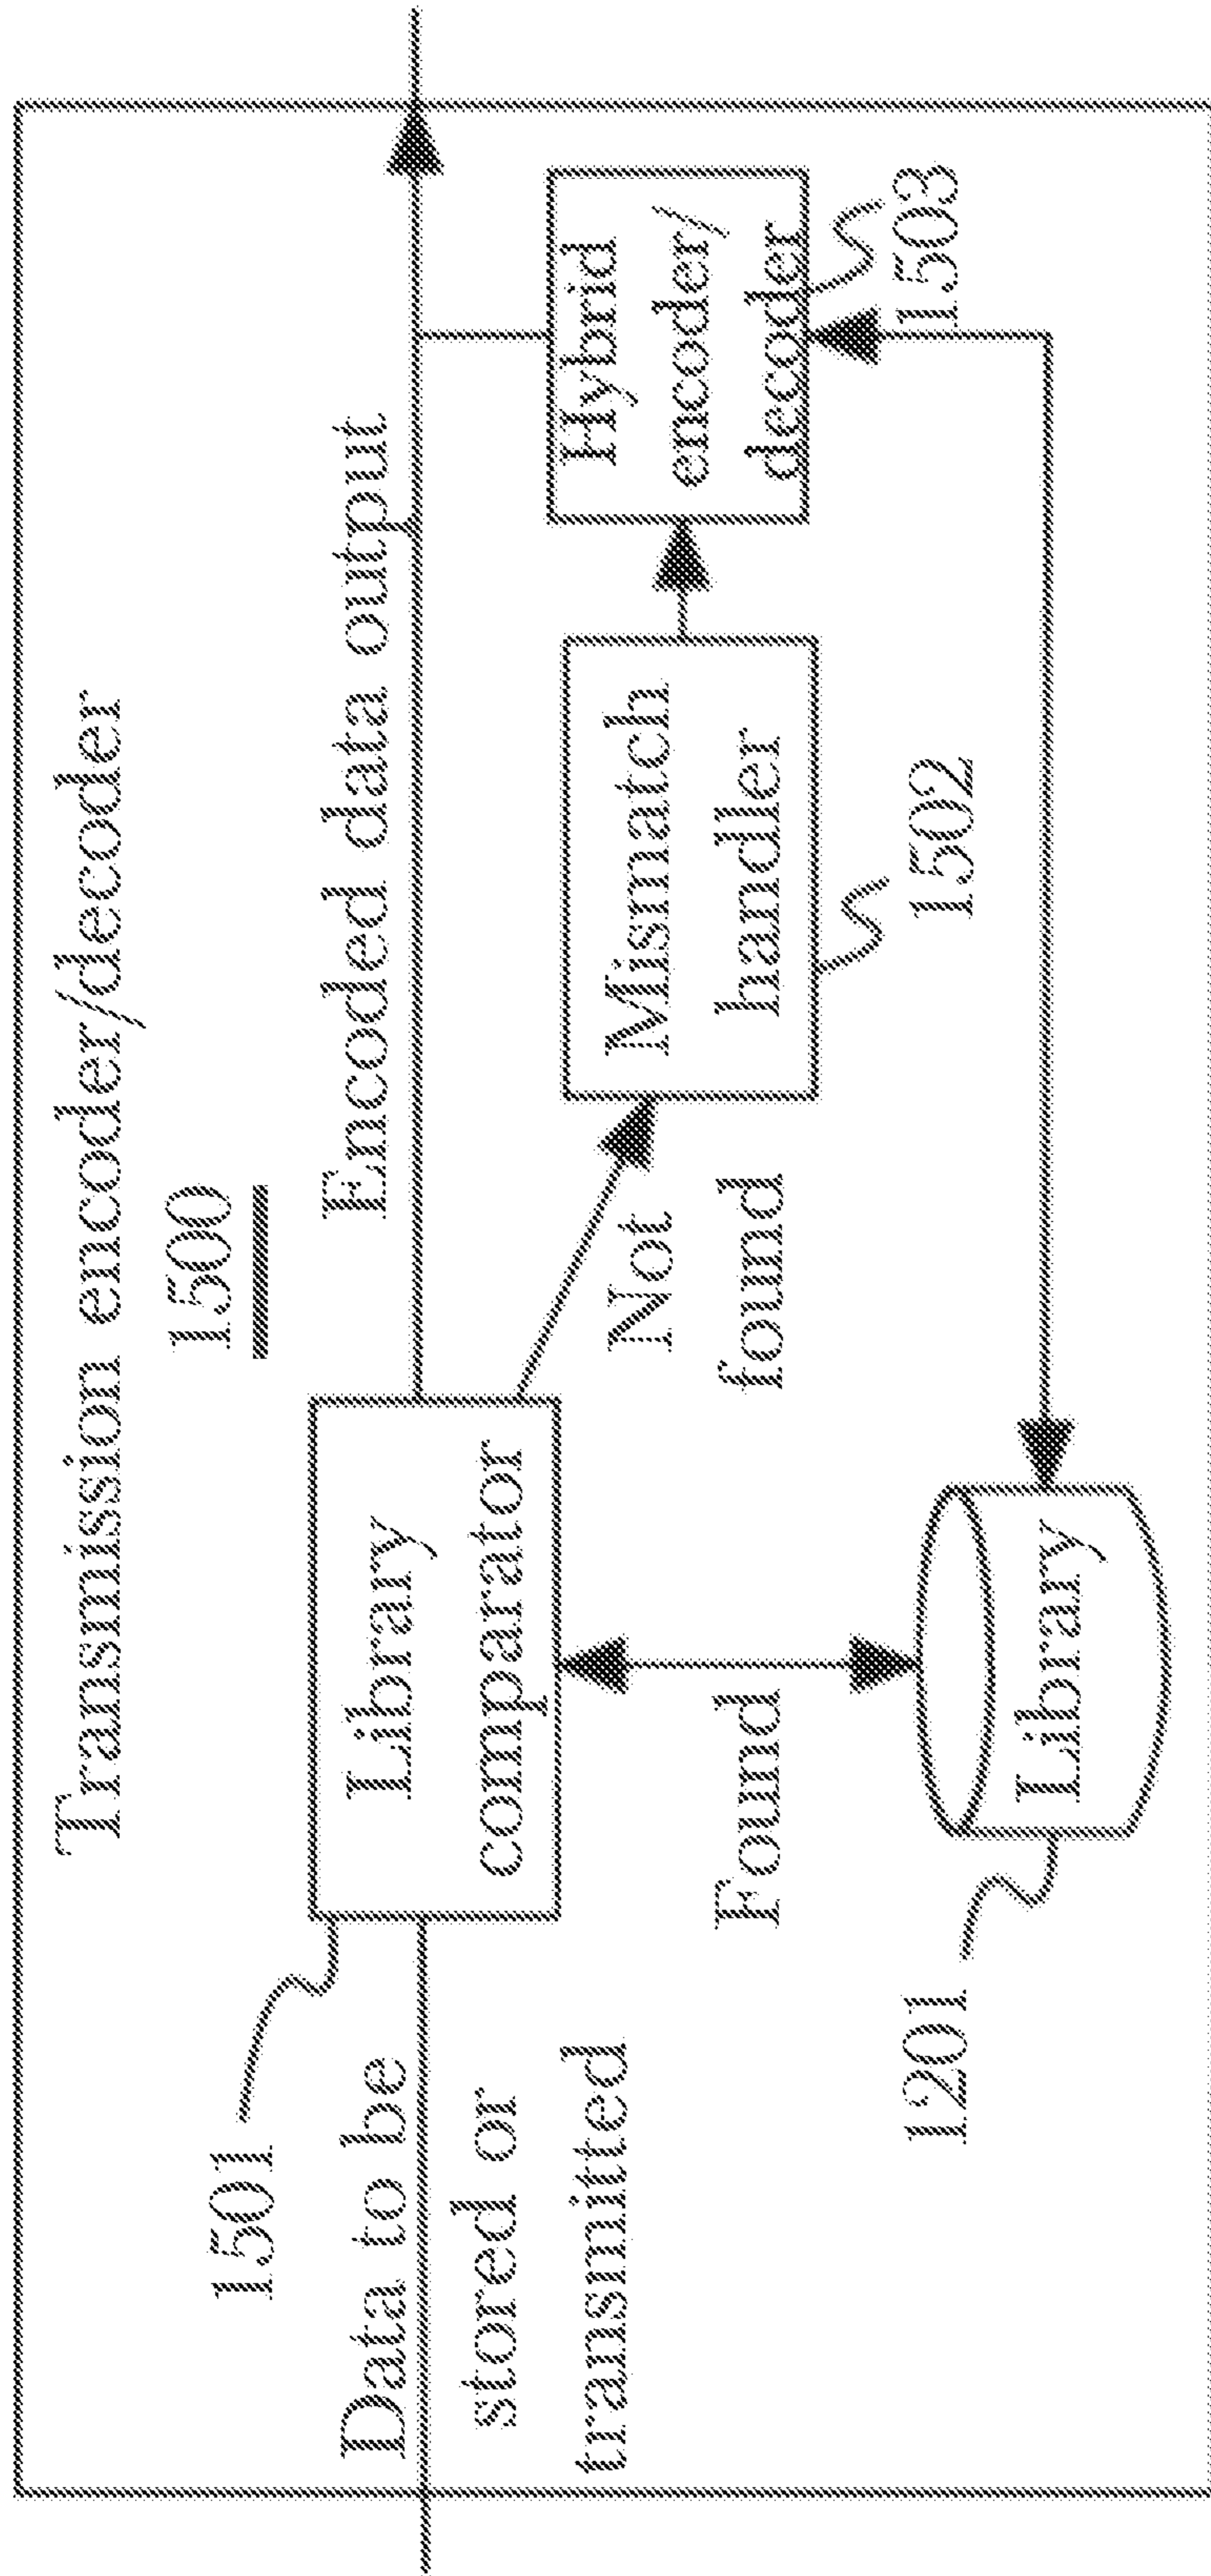 Transmission encoder/decoder
1500
1501
Data to be
stored or
transmitted
Library
comparator
Encoded data output
Not
found
Mismatch
handler
1502
Hybrid
encoder/
decoder
1503
Found
1201
Library